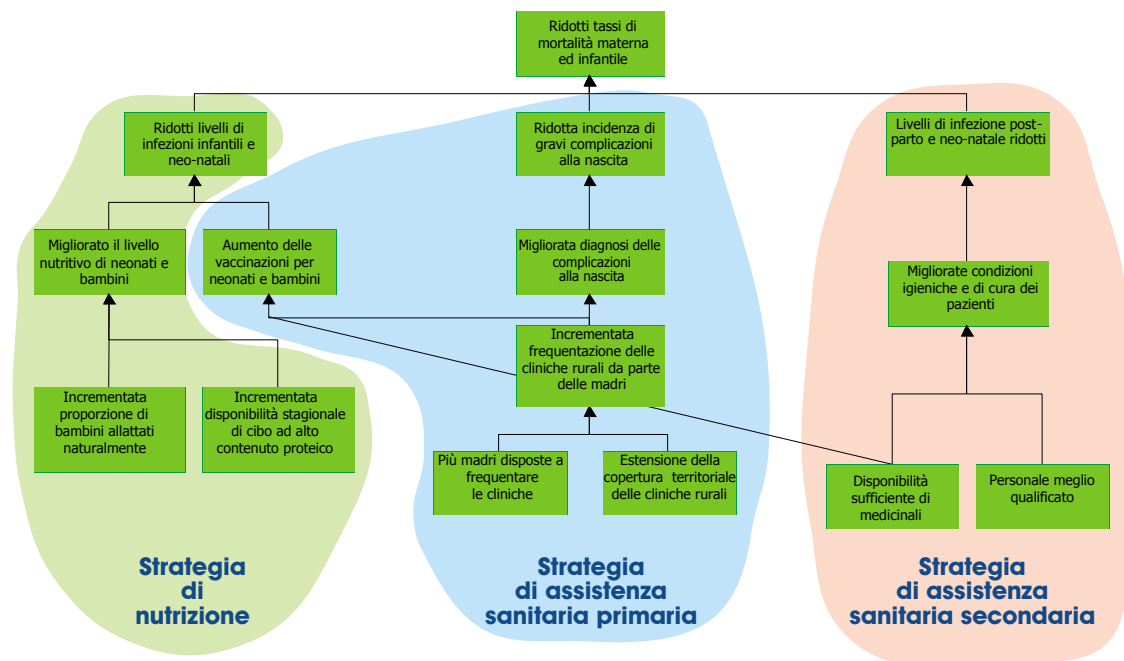 Ridotti tassi di
mortalità materna
ed infantile
Ridotti livelli di
infezioni infantili e
neo-natali
Ridotta incidenza di
gravi complicazioni
alla nascita
Livelli di infezione post-
parto e neo-natale ridotti
Migliorato il livello
nutritivo di neonati e
bambini
Aumento delle
vaccinazioni per
neonati e bambini
Migliorata diagnosi delle
complicazioni
alla nascita
Migliorate condizioni
igieniche e di cura dei
pazienti
Incrementata
frequentazione delle
cliniche rurali da parte
delle madri
Incrementata
proporzione di
bambini allattati
naturalmente
Incrementata
disponibilità stagionale
di cibo ad alto
contenuto proteico
Più madri disposte a
frequentare
le cliniche
Estensione della
copertura territoriale
delle cliniche rurali
Disponibilità
sufficiente di
medicinali
Personale meglio
qualificato
Strategia
di
nutrizione
Strategia
di assistenza
sanitaria primaria
Strategia
di assistenza
sanitaria secondaria